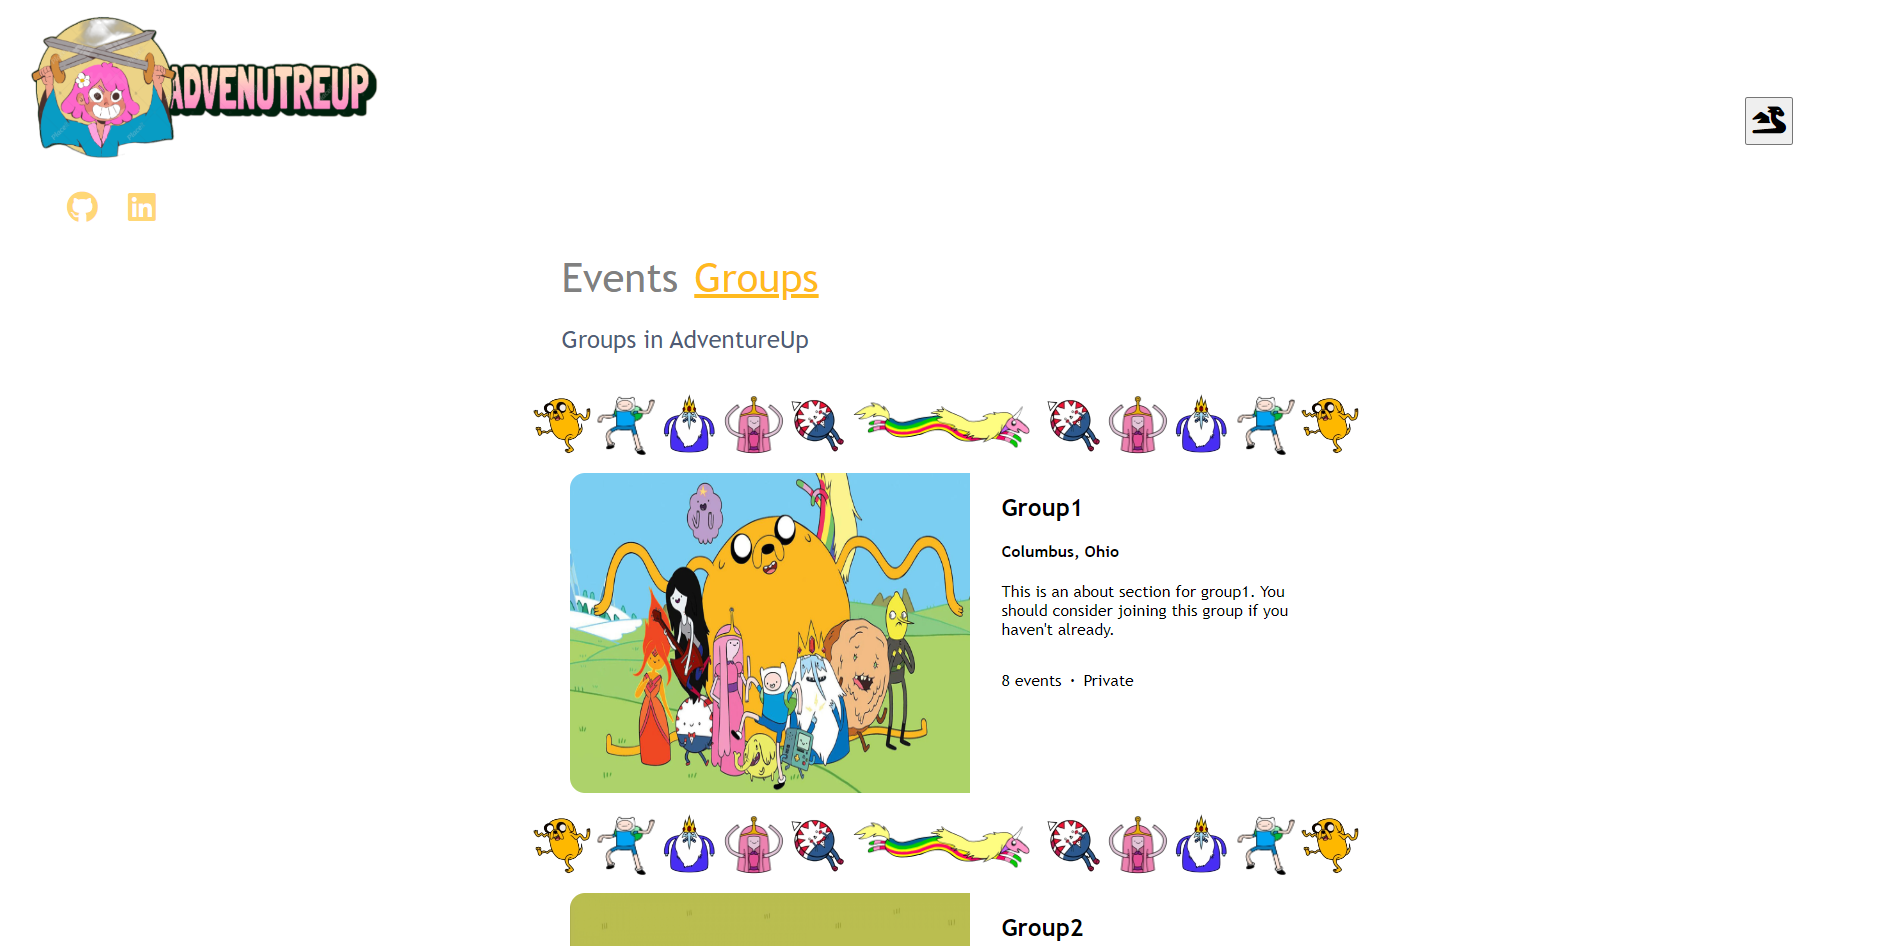 ADVENUTREUP
in
Events Groups
Groups in AdventureUp
Group1
Columbus, Ohio
This is an about section for group1. You
should consider joining this group if you
haven't already.
8 events · Private
Group2